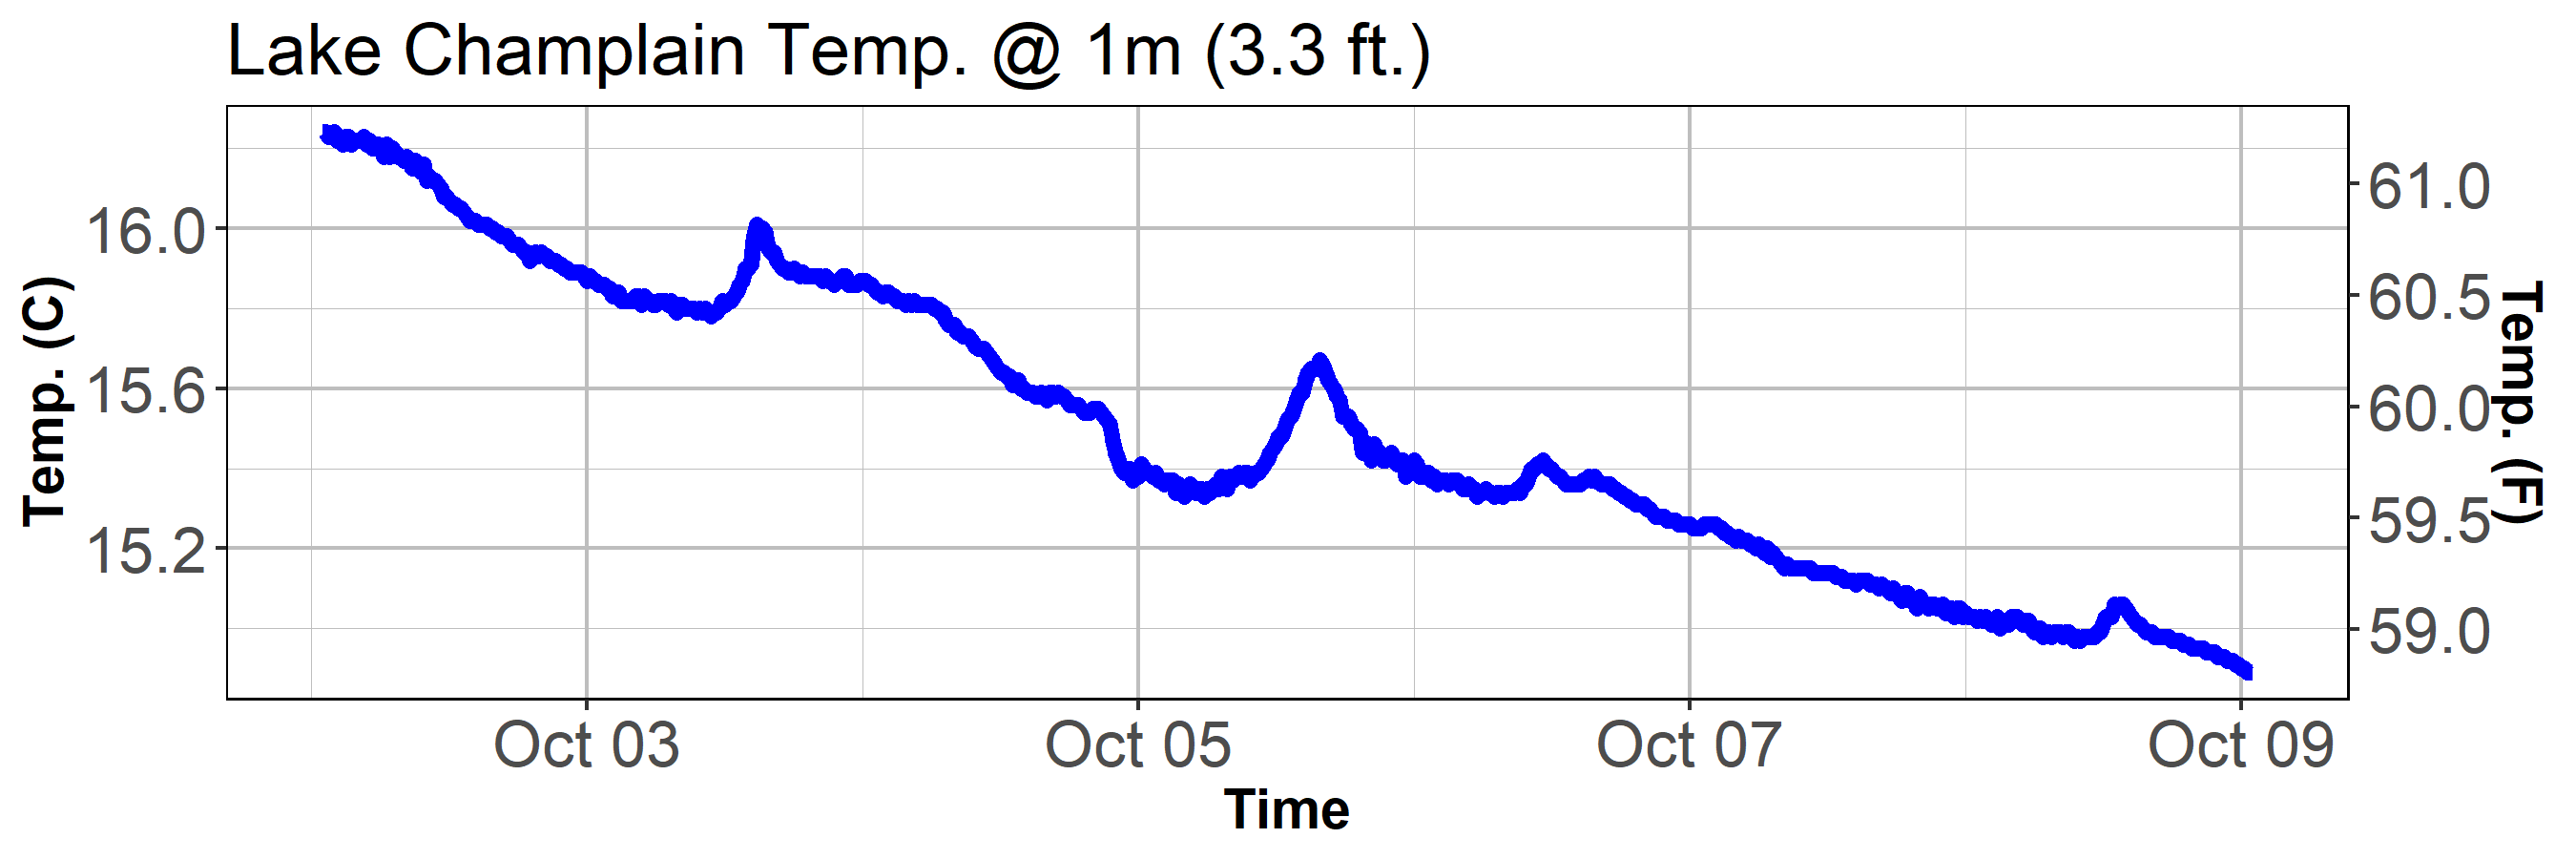 Lake Champlain Temp. @ 1m (3.3 ft.)
Temp. (C)
16.0
15.6
15.2
61.0
60.5
60.0
59.5
59.0
Temp. (F)
Oct 03 Oct 05 Oct 07 Oct 09
Time